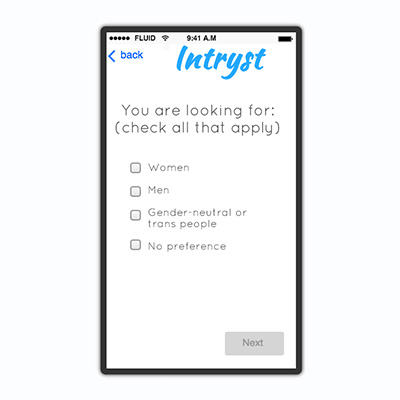 FLUID 9:41 A.M
back
Intryst
You are looking for:
(check all that apply)
Women
Men
Gender-neutral or
trans people
No preference
Next